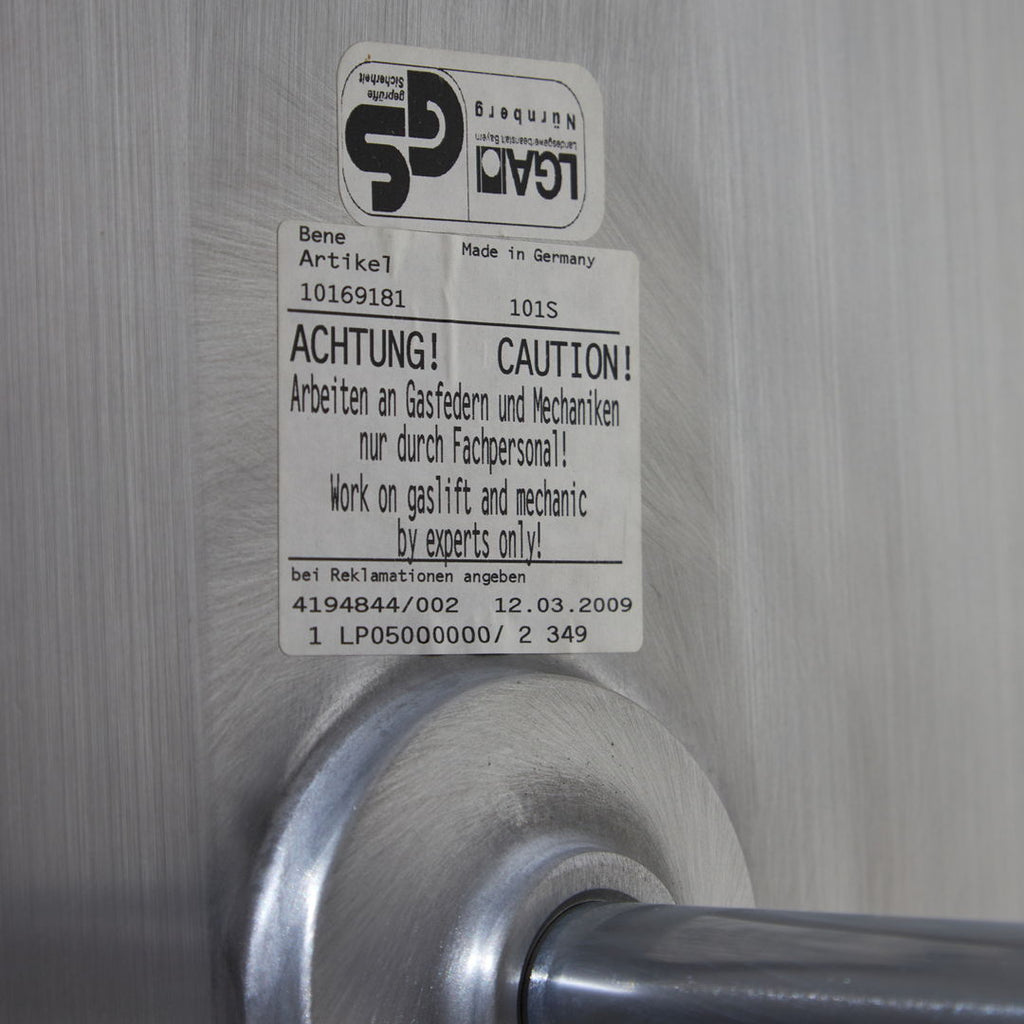 geprüfte
Sicherheit
GS
LGA
Landesgewerbeanstalt Bayern
Nürnberg
Bene Made in Germany
Artikel
10169181 101S
ACHTUNG! CAUTION!
Arbeiten an Gasfedern und Mechaniken
nur durch Fachpersonal!
Work on gaslift and mechanic
by experts only!
bei Reklamationen angeben
4194844/002 12.03.2009
1 LP05000000/ 2 349